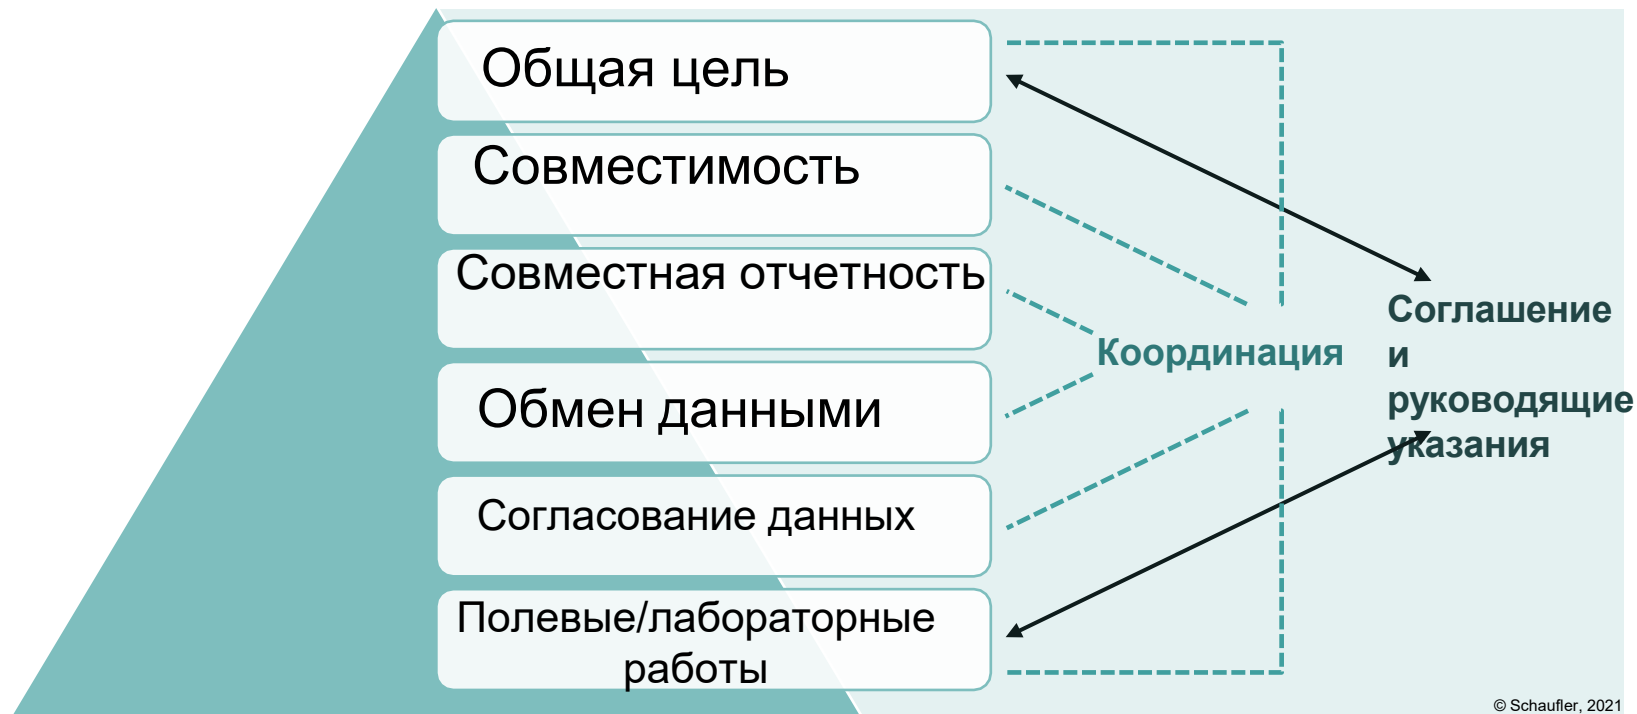 Общая цель
Совместимость
Совместная отчетность
Обмен данными
Согласование данных
Полевые/лабораторные
работы
Координация
Соглашение
и
руководящие
указания
© Schaufler, 2021